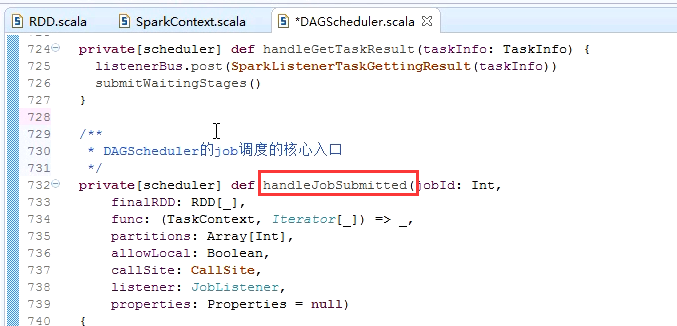 RDD.scala SparkContext.scala *DAGScheduler.scala
724 private[scheduler] def handleGetTaskResult(taskInfo: TaskInfo) {
725 listenerBus.post(SparkListenerTaskGettingResult(taskInfo))
726 submitWaitingStages()
727 }
728
729 /**
730 * DAGScheduler的job调度的核心入口
731 */
732 private[scheduler] def handleJobSubmitted(jobId: Int,
733 finalRDD: RDD[_],
734 func: (TaskContext, Iterator[_]) => _,
735 partitions: Array[Int],
736 allowLocal: Boolean,
737 callSite: CallSite,
738 listener: JobListener,
739 properties: Properties = null)
740 {